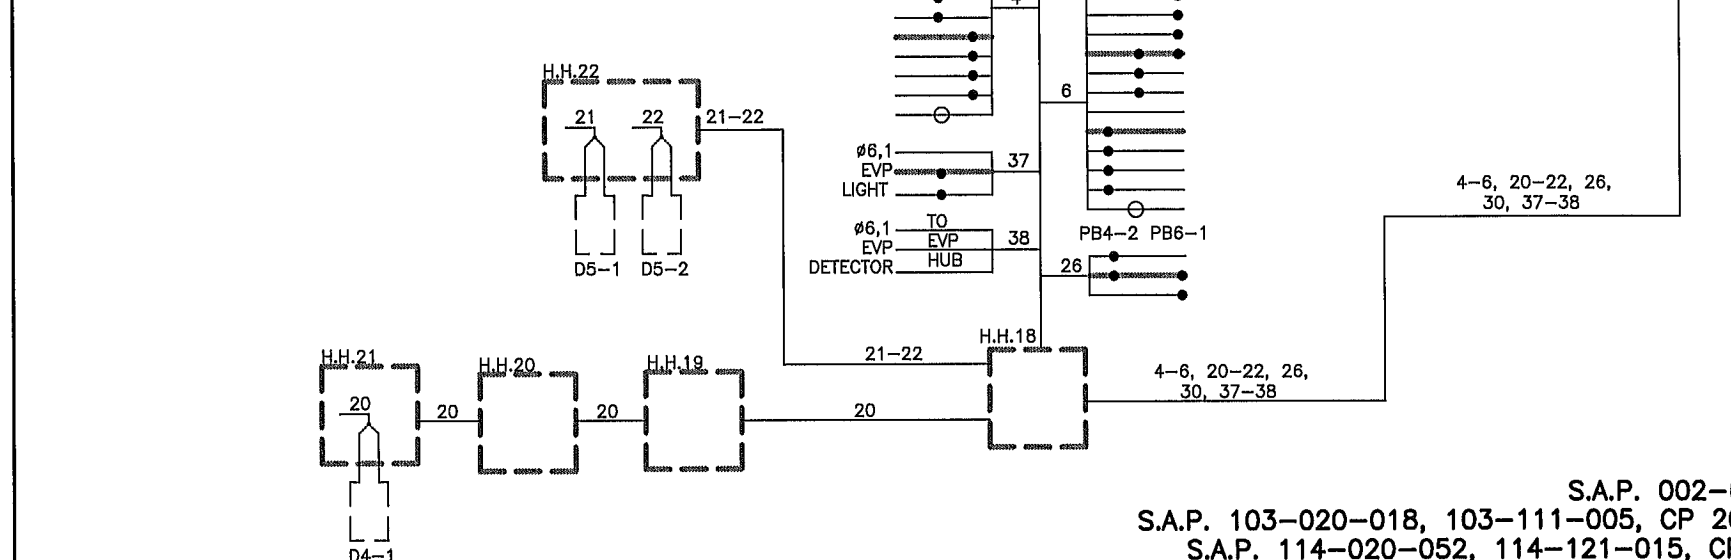 4
H.H.22
21
22
21-22
D5-1
D5-2
ø6,1
EVP
LIGHT
37
6
ø6,1
EVP
DETECTOR
TO
EVP
HUB
38
PB4-2 PB6-1
26
4-6, 20-22, 26,
30, 37-38
H.H.18
21-22
H.H.21
H.H.20
H.H.19
20
20
20
20
4-6, 20-22, 26,
30, 37-38
D4-1
S.A.P. 002-
S.A.P. 103-020-018, 103-111-005, CP
S.A.P. 114-020-052, 114-121-015,